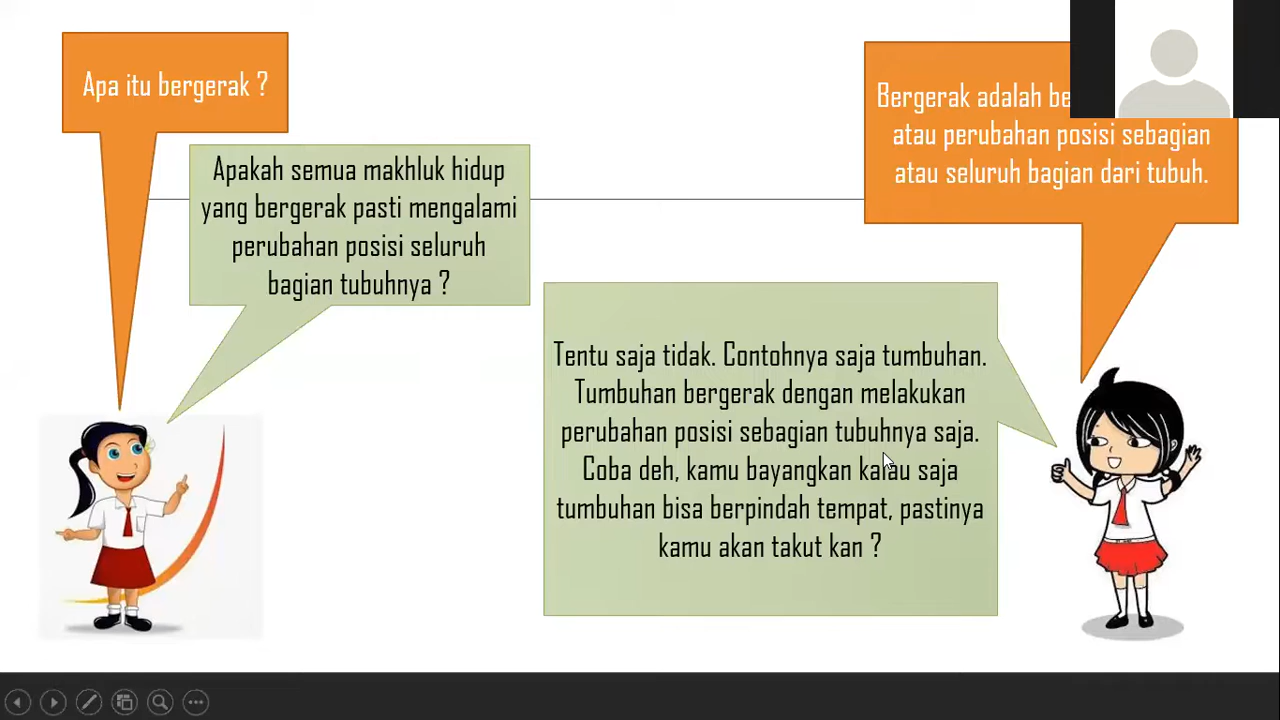 Apa itu bergerak ?
Apakah semua makhluk hidup
yang bergerak pasti mengalami
perubahan posisi seluruh
bagian tubuhnya ?
Bergerak adalah
atau perubahan posisi sebagian
atau seluruh bagian dari tubuh.
Tentu saja tidak. Contohnya saja tumbuhan.
Tumbuhan bergerak dengan melakukan
perubahan posisi sebagian tubuhnya saja.
Coba deh, kamu bayangkan kalau saja
tumbuhan bisa berpindah tempat, pastinya
kamu akan takut kan ?